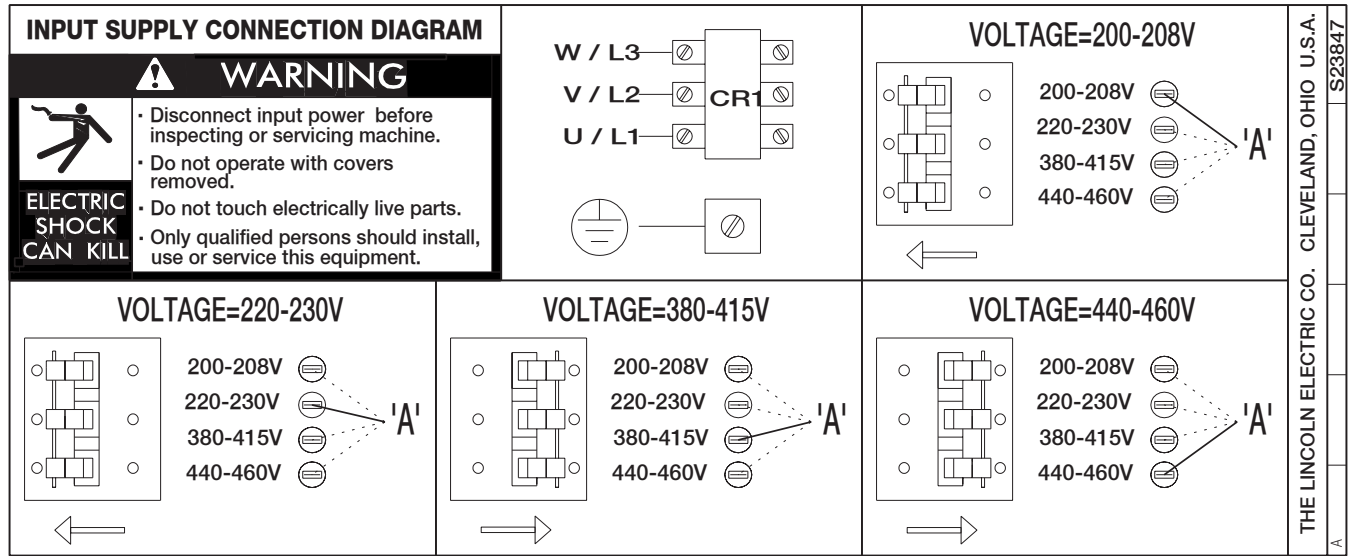 INPUT SUPPLY CONNECTION DIAGRAM
WARNING
ELECTRIC
SHOCK
CAN KILL
· Disconnect input power before
inspecting or servicing machine.
· Do not operate with covers
removed.
· Do not touch electrically live parts.
· Only qualified persons should install,
use or service this equipment.
W / L3
V / L2
U / L1
CR1
VOLTAGE=200-208V
200-208V
220-230V
380-415V
440-460V
'A'
VOLTAGE=220-230V
200-208V
220-230V
380-415V
440-460V
'A'
VOLTAGE=380-415V
200-208V
220-230V
380-415V
440-460V
'A'
VOLTAGE=440-460V
200-208V
220-230V
380-415V
440-460V
'A'
THE LINCOLN ELECTRIC CO. CLEVELAND, OHIO U.S.A.
S23847
A